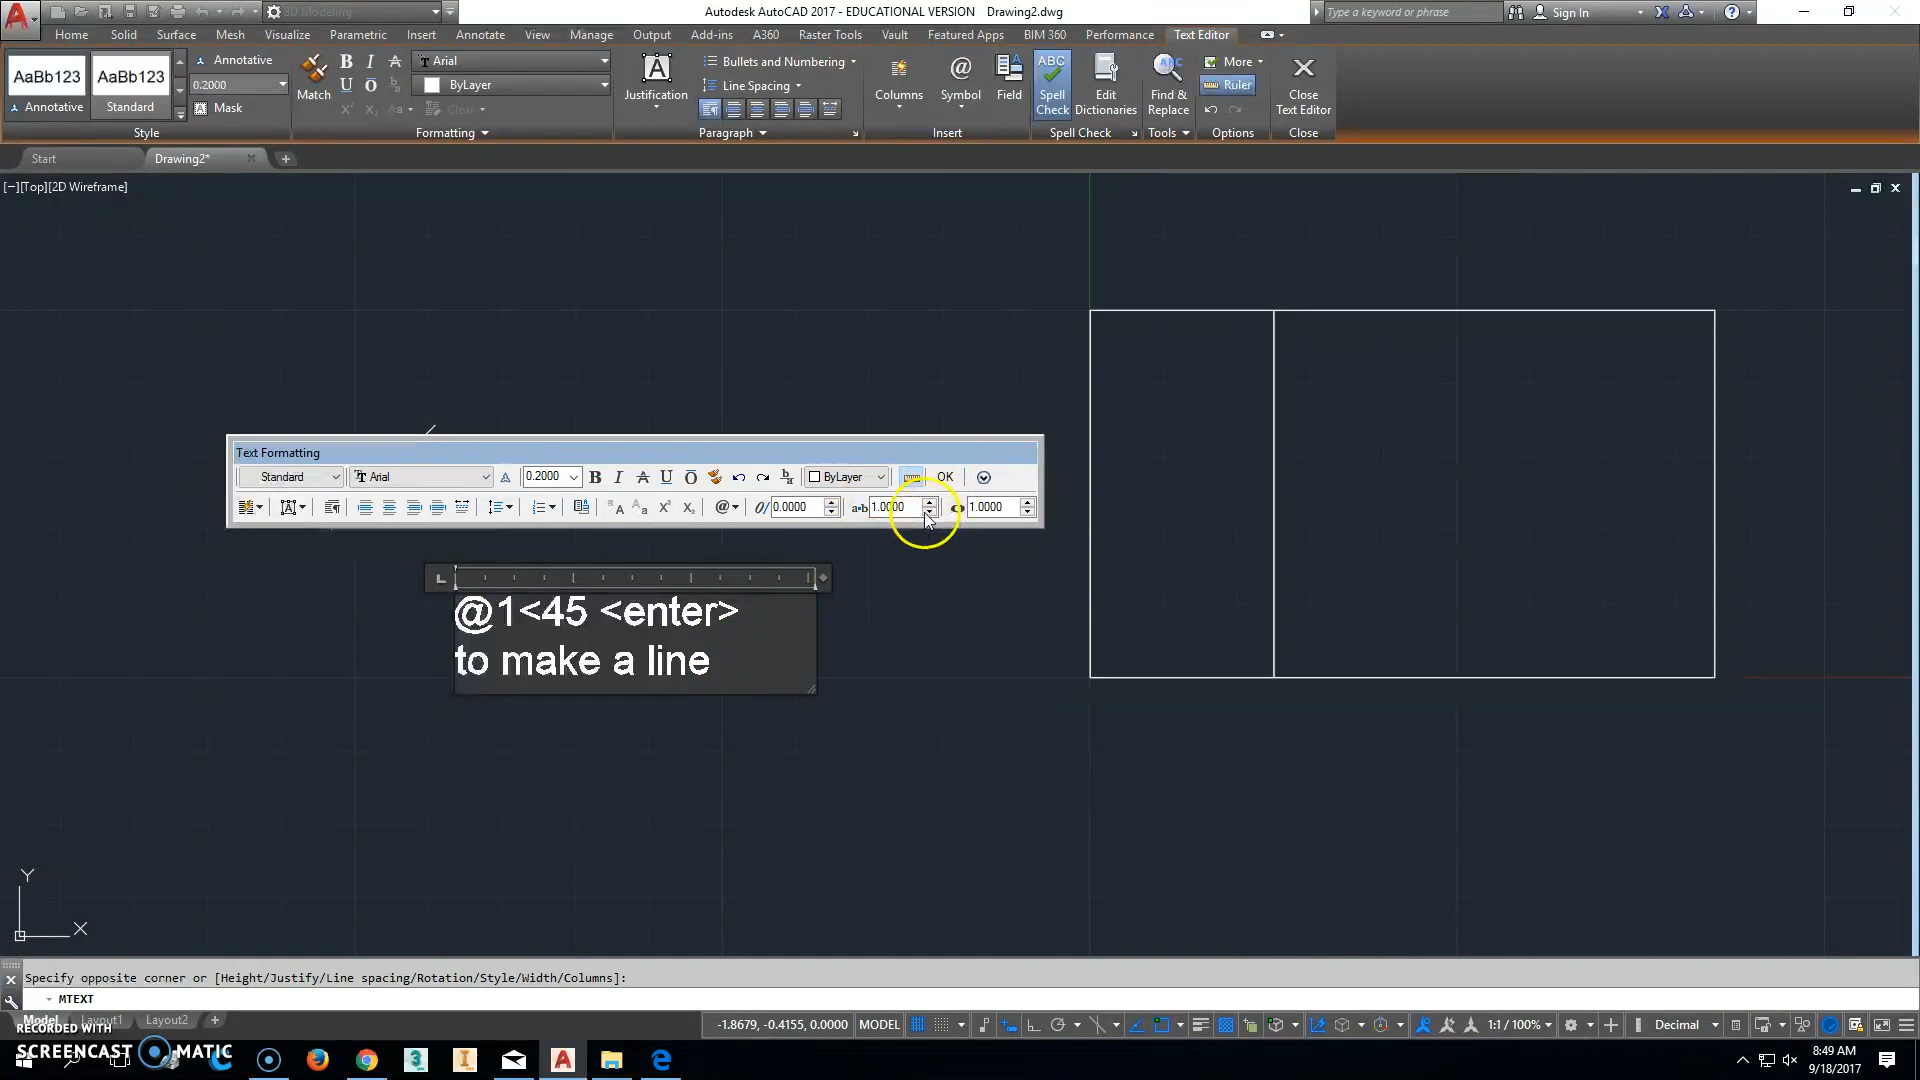 Autodesk AutoCAD 2017 - EDUCATIONAL VERSION Drawing2.dwg
3D Modeling
Type a keyword or phrase
Sign In
Home Solid Surface Mesh Visualize Parametric Insert Annotate View Manage Output Add-ins A360 Raster Tools Vault Featured Apps BIM 360 Performance Text Editor
AaBb123 AaBb123
Annotative Standard
Annotative
0.2000
Mask
Match
Arial
ByLayer
Clear
Justification
Bullets and Numbering
Line Spacing
Columns
Symbol
Field
ABC
Spell
Check
Edit
Dictionaries
Find &
Replace
More
Ruler
Close
Text Editor
Style Formatting Paragraph Insert Spell Check Tools Options Close
Start Drawing2*
[−][Top][2D Wireframe]
Text Formatting
Standard Arial 0.2000 B I A U O ByLayer OK
@ 0/ 0.0000 a•b 1.0000 1.0000
@1<45 <enter>
to make a line
Y
X
Specify opposite corner or [Height/Justify/Line spacing/Rotation/Style/Width/Columns]:
MTEXT
Model Layout1 Layout2
-1.8679, -0.4155, 0.0000 MODEL 1:1 / 100% Decimal
RECORDED WITH
SCREENCAST MATIC
8:49 AM
9/18/2017